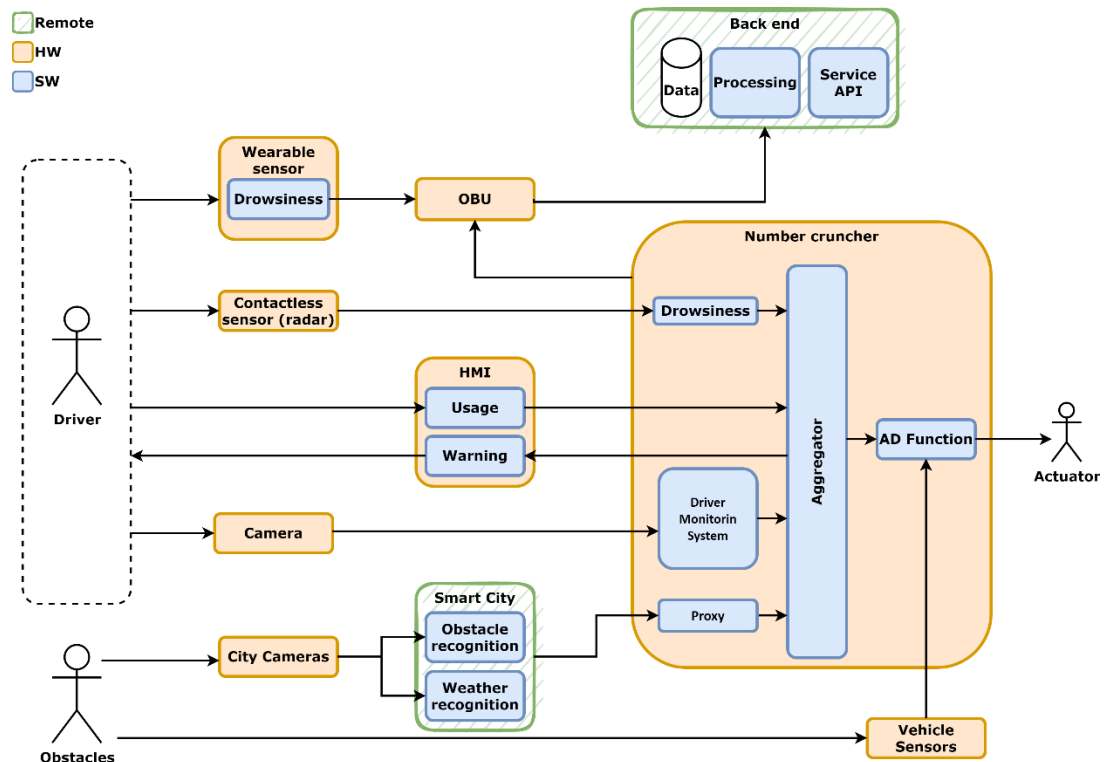 Remote
HW
SW
Back end
Data
Processing
Service
API
Wearable
sensor
Drowsiness
OBU
Number cruncher
Contactless
sensor (radar)
Drowsiness
HMI
Usage
Warning
Driver
Aggregator
AD Function
Actuator
Driver
Monitorin
System
Camera
Smart City
Obstacle
recognition
Weather
recognition
Proxy
City Cameras
Vehicle
Sensors
Obstacles